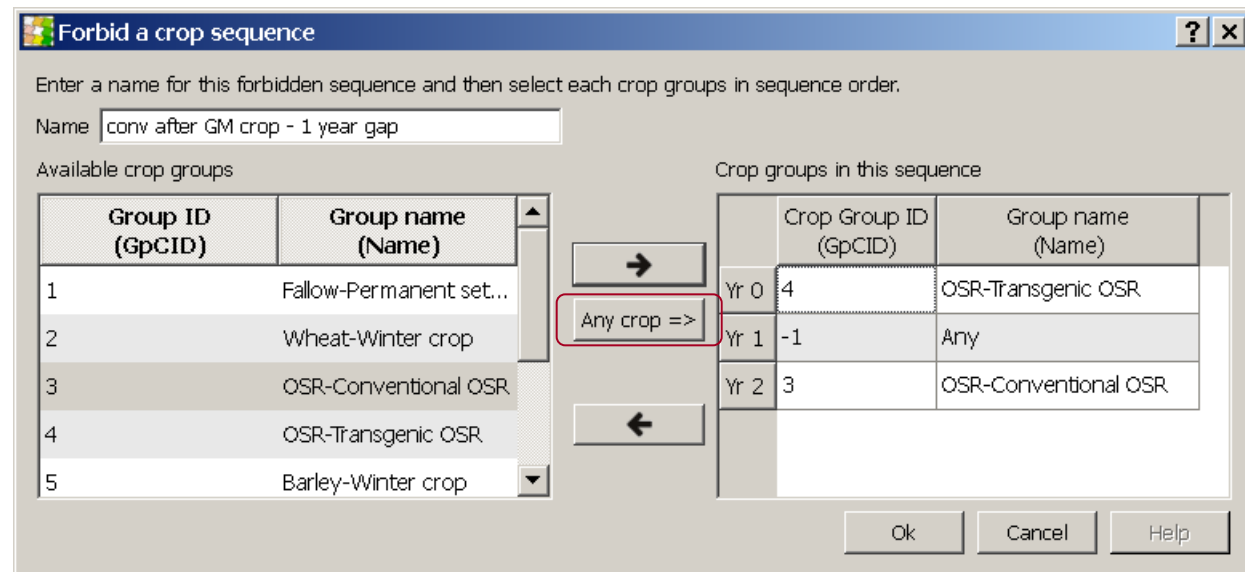 Forbid a crop sequence ? ×
Enter a name for this forbidden sequence and then select each crop groups in sequence order.
Name conv after GM crop - 1 year gap
Available crop groups Crop groups in this sequence
Group ID Group name Crop Group ID Group name
(GpCID) (Name) (GpCID) (Name)
1 Fallow-Permanent set... Yr 0 4 OSR-Transgenic OSR
2 Wheat-Winter crop Any crop => Yr 1 -1 Any
3 OSR-Conventional OSR Yr 2 3 OSR-Conventional OSR
4 OSR-Transgenic OSR
5 Barley-Winter crop
Ok Cancel Help